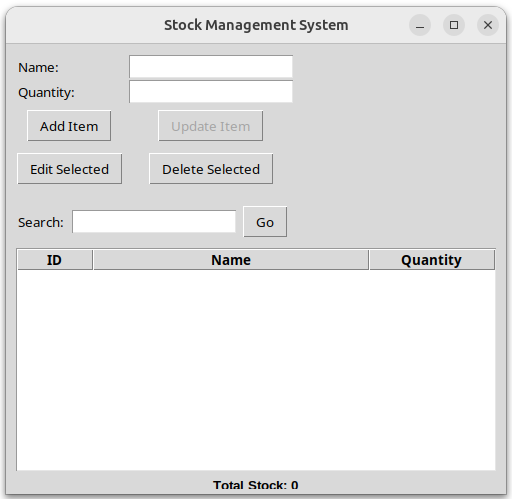 Stock Management System
Name:
Quantity:
Add Item Update Item
Edit Selected Delete Selected
Search: Go
ID Name Quantity
Total Stock: 0